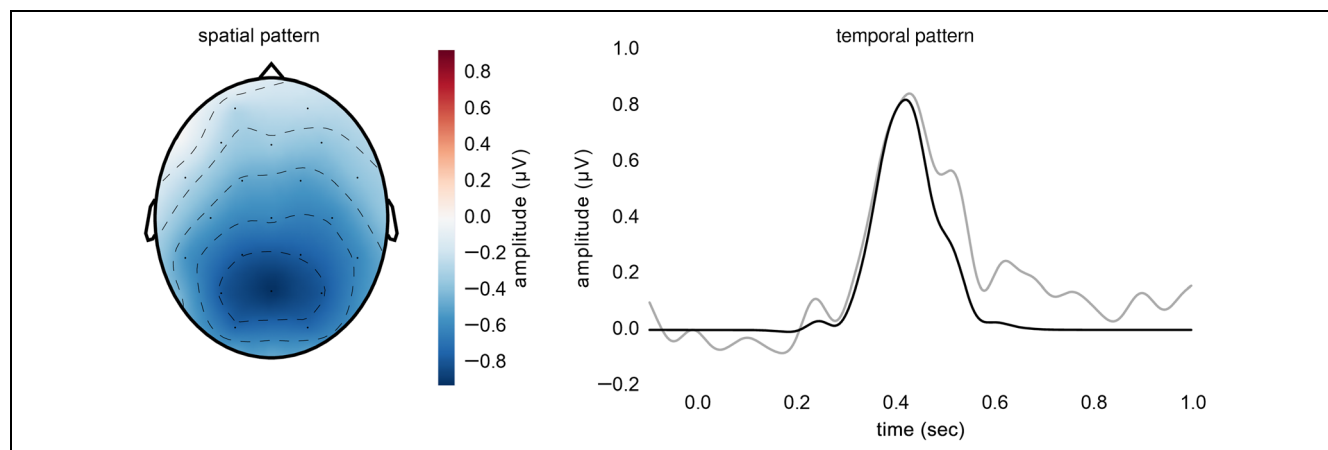 spatial pattern
0.8
0.6
0.4
0.2
0.0
−0.2
−0.4
−0.6
−0.8
amplitude (µV)
temporal pattern
1.0
0.8
0.6
0.4
0.2
0.0
−0.2
amplitude (µV)
0.0 0.2 0.4 0.6 0.8 1.0
time (sec)